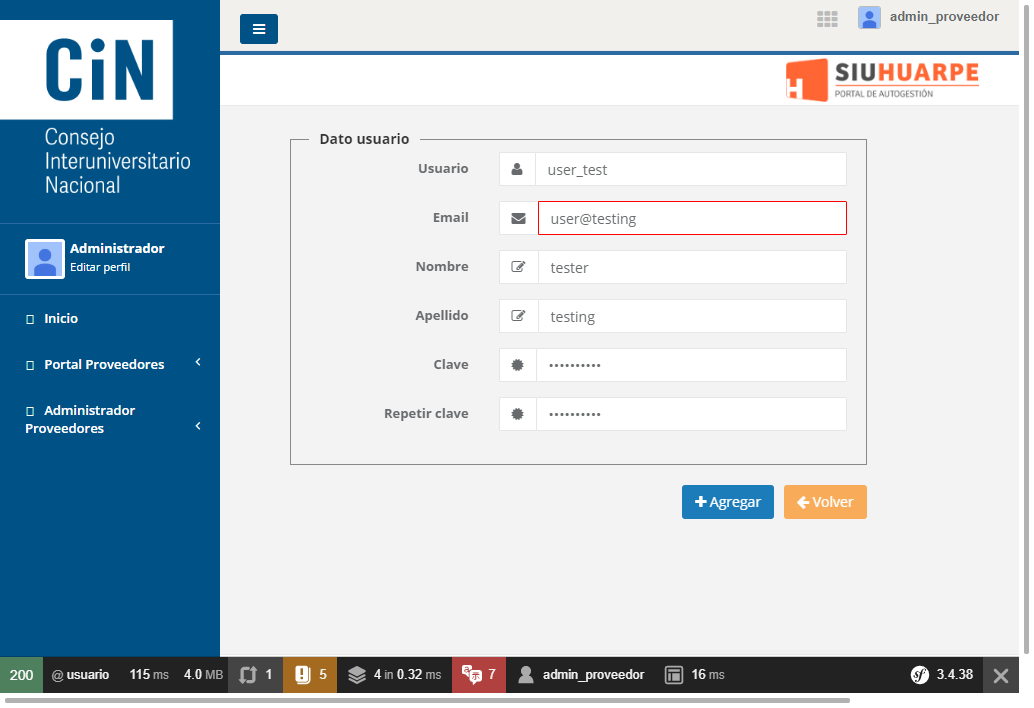 CiN
Consejo
Interuniversitario
Nacional
admin_proveedor
SIUHUARPE
PORTAL DE AUTOGESTIÓN
Administrador
Editar perfil
Inicio
Portal Proveedores
Administrador
Proveedores
Dato usuario
Usuario
user_test
Email
user@testing
Nombre
tester
Apellido
testing
Clave
••••••••••
Repetir clave
••••••••••
Agregar
Volver
200 @ usuario 115 ms 4.0 MB 1 5 4 in 0.32 ms 7 admin_proveedor 16 ms sf 3.4.38